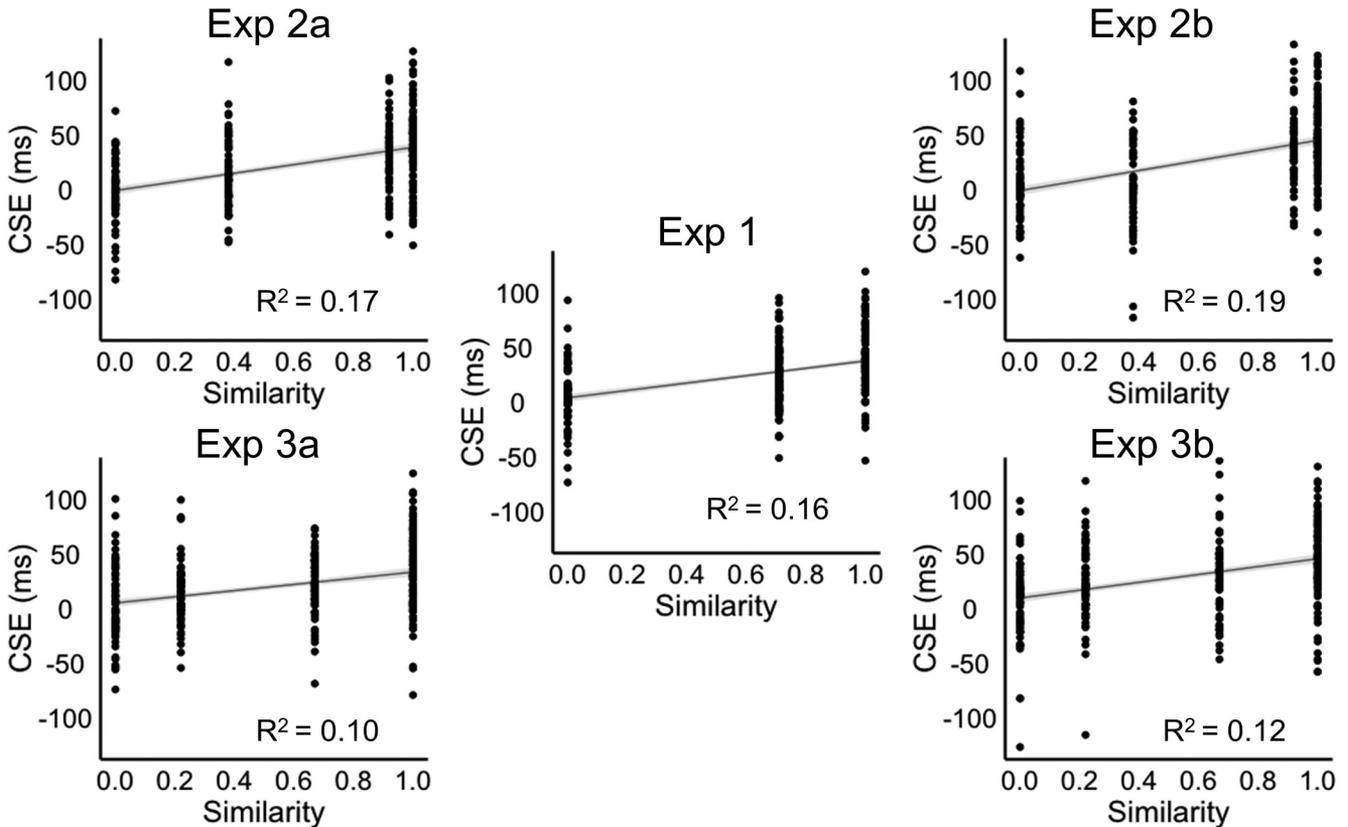 Exp 2a
CSE (ms)
100
50
0
-50
-100
R² = 0.17
0.0 0.2 0.4 0.6 0.8 1.0
Similarity
Exp 2b
CSE (ms)
100
50
0
-50
-100
R² = 0.19
0.0 0.2 0.4 0.6 0.8 1.0
Similarity
Exp 1
CSE (ms)
100
50
0
-50
-100
R² = 0.16
0.0 0.2 0.4 0.6 0.8 1.0
Similarity
Exp 3a
CSE (ms)
100
50
0
-50
-100
R² = 0.10
0.0 0.2 0.4 0.6 0.8 1.0
Similarity
Exp 3b
CSE (ms)
100
50
0
-50
-100
R² = 0.12
0.0 0.2 0.4 0.6 0.8 1.0
Similarity